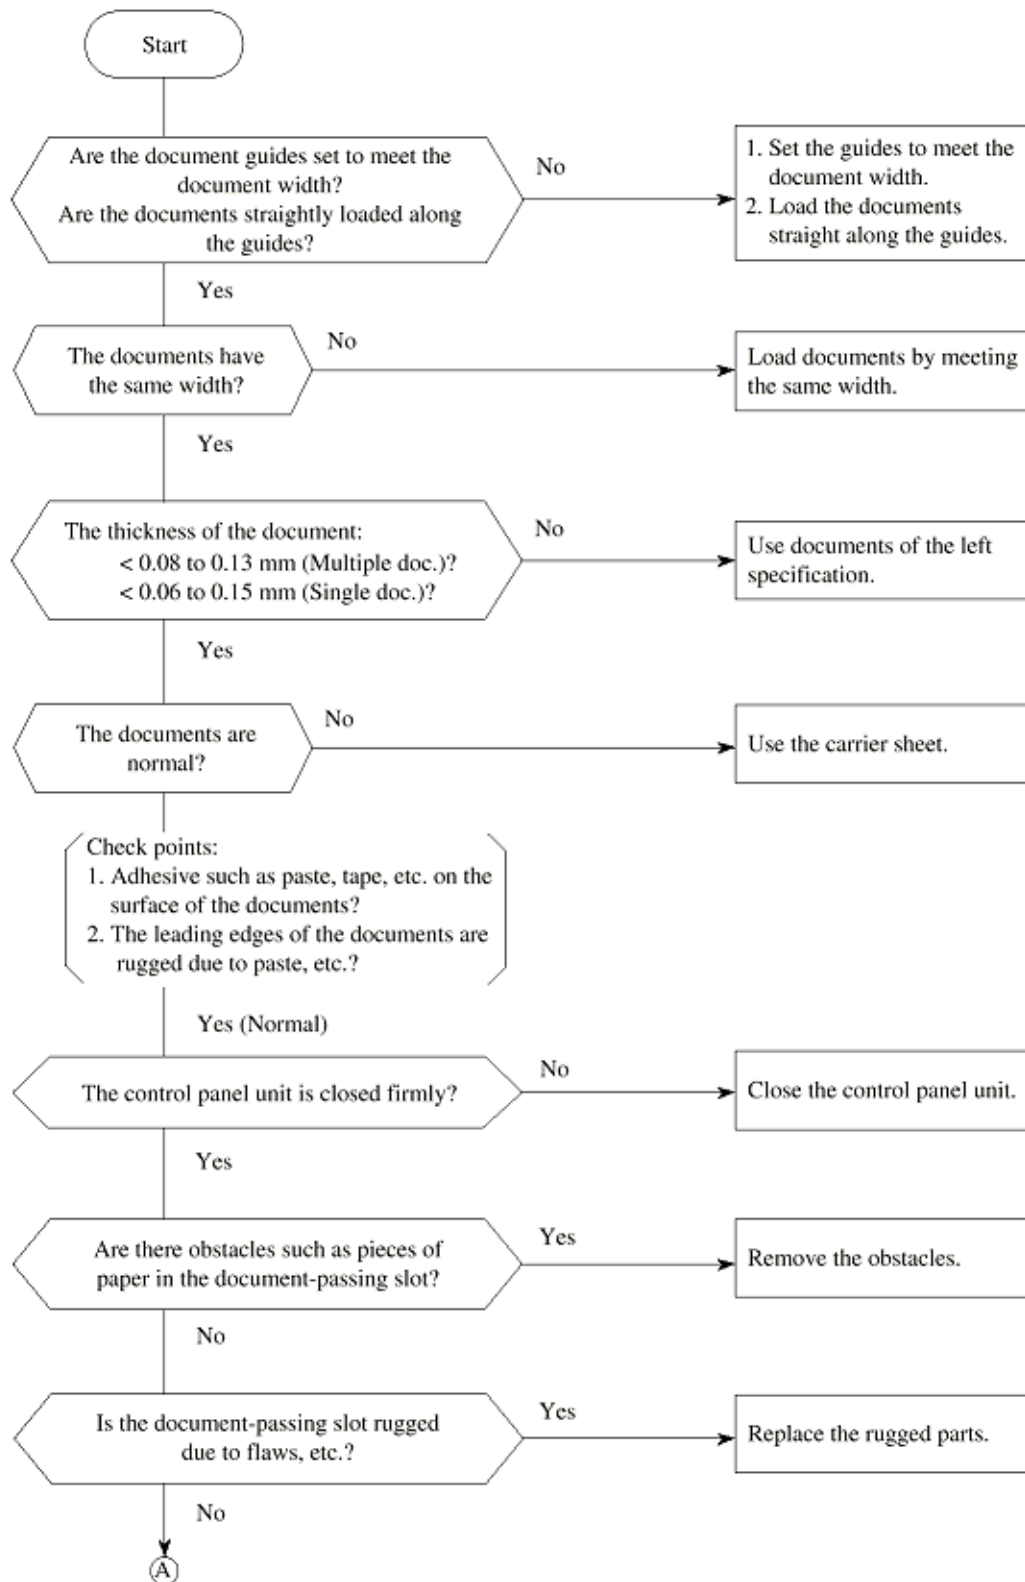 Start
Are the document guides set to meet the
document width?
Are the documents straightly loaded along
the guides?
No
1. Set the guides to meet the
document width.
2. Load the documents
straight along the guides.
Yes
The documents have
the same width?
No
Load documents by meeting
the same width.
Yes
The thickness of the document:
< 0.08 to 0.13 mm (Multiple doc.)?
< 0.06 to 0.15 mm (Single doc.)?
No
Use documents of the left
specification.
Yes
The documents are
normal?
No
Use the carrier sheet.
Check points:
1. Adhesive such as paste, tape, etc. on the
surface of the documents?
2. The leading edges of the documents are
rugged due to paste, etc.?
Yes (Normal)
The control panel unit is closed firmly?
No
Close the control panel unit.
Yes
Are there obstacles such as pieces of
paper in the document-passing slot?
Yes
Remove the obstacles.
No
Is the document-passing slot rugged
due to flaws, etc.?
Yes
Replace the rugged parts.
No
A